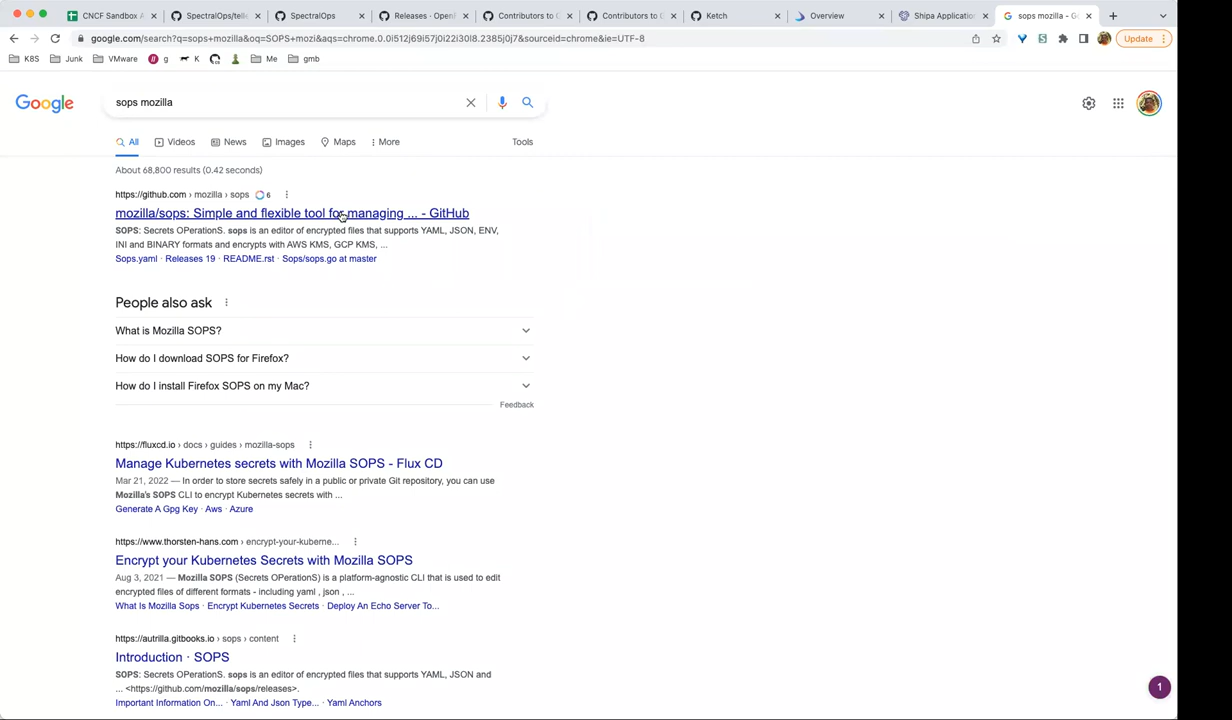 CNCF Sandbox A
SpectralOps/telle
SpectralOps
Releases · OpenF
Contributors to C
Contributors to D
Ketch
Overview
Shipa Application
sops mozilla - Go
google.com/search?q=sops+mozilla&oq=SOPS+mozi&aqs=chrome.0.0i512j69i57j0i22i30l8.2385j0j7&sourceid=chrome&ie=UTF-8
Update
K8S
Junk
VMware
g
K
Me
gmb
Google
sops mozilla
All
Videos
News
Images
Maps
More
Tools
About 68,800 results (0.42 seconds)
https://github.com › mozilla › sops 6
mozilla/sops: Simple and flexible tool for managing ... - GitHub
SOPS: Secrets OPerationS. sops is an editor of encrypted files that supports YAML, JSON, ENV,
INI and BINARY formats and encrypts with AWS KMS, GCP KMS, ...
Sops.yaml · Releases 19 · README.rst · Sops/sops.go at master
People also ask
What is Mozilla SOPS?
How do I download SOPS for Firefox?
How do I install Firefox SOPS on my Mac?
Feedback
https://fluxcd.io › docs › guides › mozilla-sops
Manage Kubernetes secrets with Mozilla SOPS - Flux CD
Mar 21, 2022 — In order to store secrets safely in a public or private Git repository, you can use
Mozilla's SOPS CLI to encrypt Kubernetes secrets with ...
Generate A Gpg Key · Aws · Azure
https://www.thorsten-hans.com › encrypt-your-kuberne...
Encrypt your Kubernetes Secrets with Mozilla SOPS
Aug 3, 2021 — Mozilla SOPS (Secrets OPerationS) is a platform-agnostic CLI that is used to edit
encrypted files of different formats - including yaml , json , ...
What Is Mozilla Sops · Encrypt Kubernetes Secrets · Deploy An Echo Server To...
https://autrilla.gitbooks.io › sops › content
Introduction · SOPS
SOPS: Secrets OPerationS. sops is an editor of encrypted files that supports YAML, JSON and
... <https://github.com/mozilla/sops/releases>.
Important Information On... · Yaml And Json Type... · Yaml Anchors
1